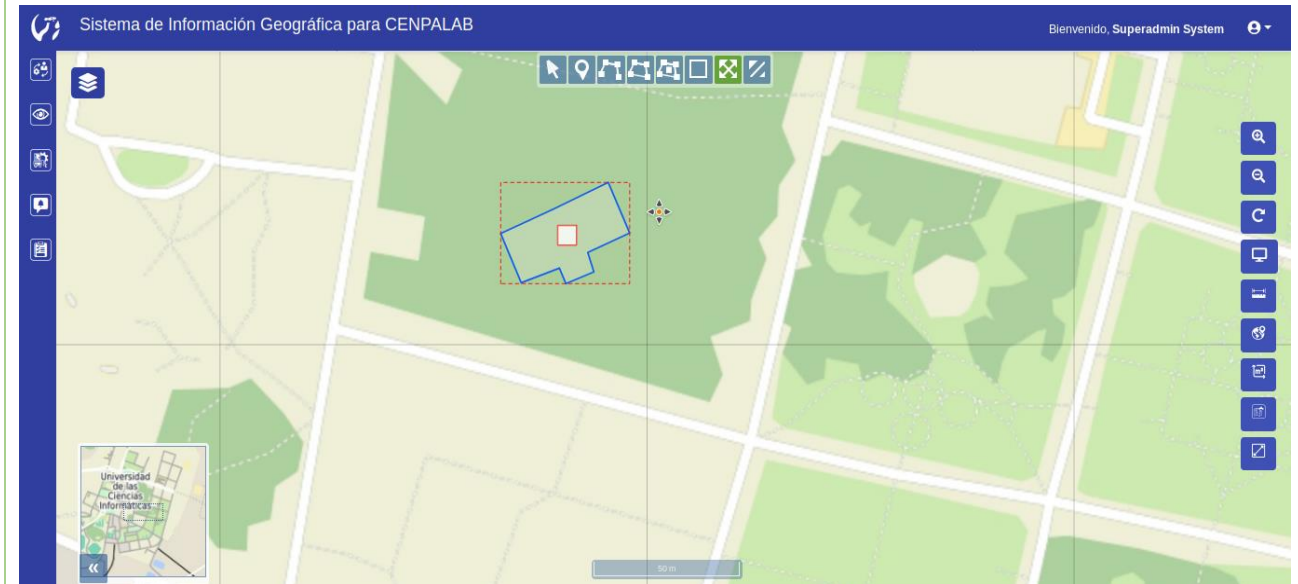 Sistema de Información Geográfica para CENPALAB
Bienvenido, Superadmin System
Universidad
de las
Ciencias
Informáticas
«
50 m